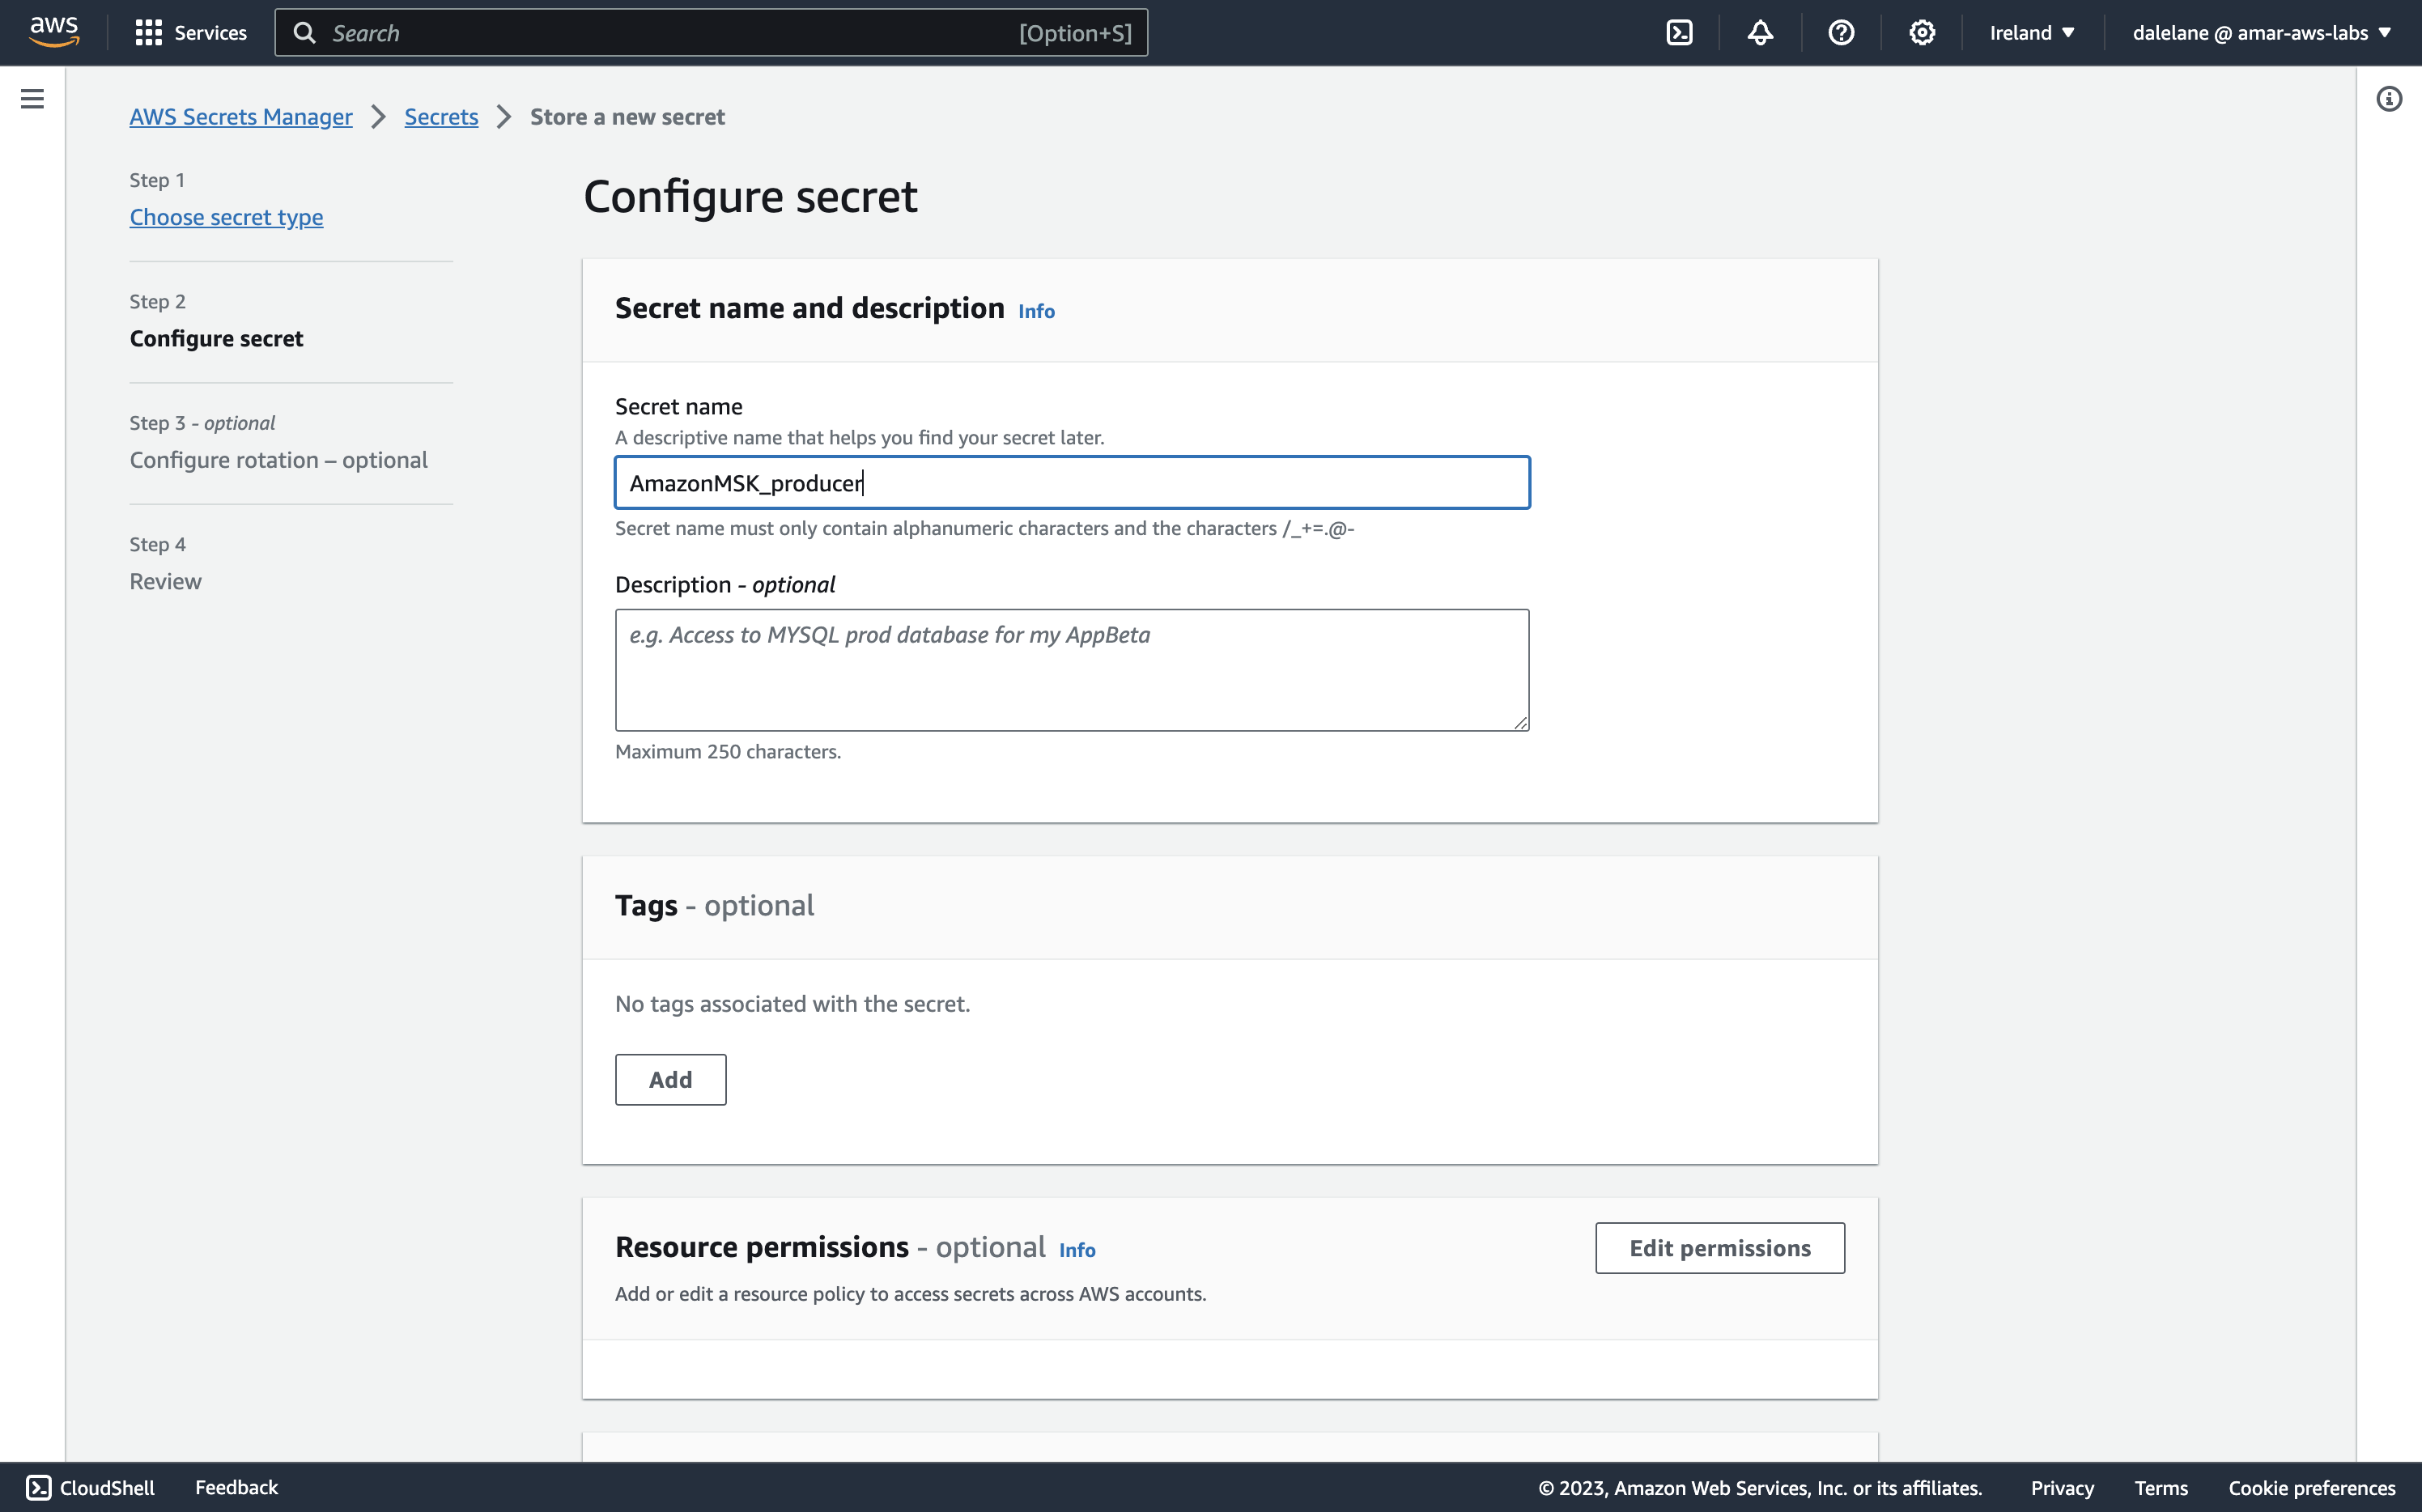 aws
Services
Search
[Option+S]
Ireland
dalelane @ amar-aws-labs
AWS Secrets Manager
Secrets
Store a new secret
Step 1
Choose secret type
Step 2
Configure secret
Step 3 - optional
Configure rotation – optional
Step 4
Review
Configure secret
Secret name and description Info
Secret name
A descriptive name that helps you find your secret later.
AmazonMSK_producer
Secret name must only contain alphanumeric characters and the characters /_+=.@-
Description - optional
e.g. Access to MYSQL prod database for my AppBeta
Maximum 250 characters.
Tags - optional
No tags associated with the secret.
Add
Resource permissions - optional Info
Edit permissions
Add or edit a resource policy to access secrets across AWS accounts.
CloudShell
Feedback
© 2023, Amazon Web Services, Inc. or its affiliates.
Privacy
Terms
Cookie preferences